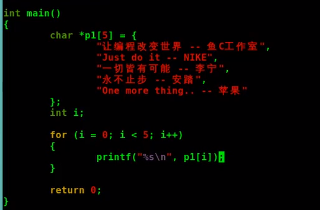 int main()
{
char *p1[5] = {
"让编程改变世界 -- 鱼C工作室",
"Just do it -- NIKE",
"一切皆有可能 -- 李宁",
"永不止步 -- 安踏",
"One more thing.. -- 苹果"
};
int i;
for (i = 0; i < 5; i++)
{
printf("%s\n", p1[i]);
}
return 0;
}